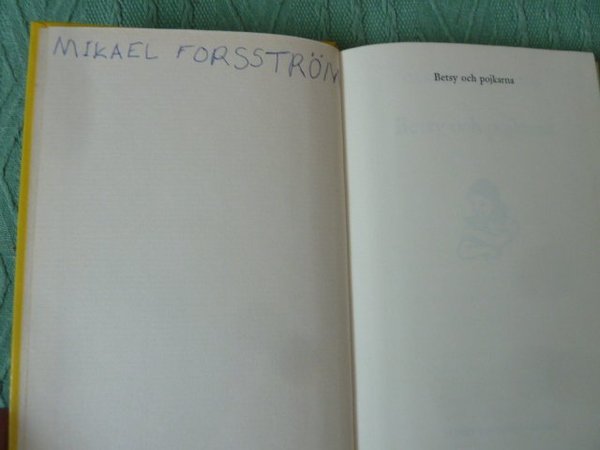 MIKAEL FORSSTRÖM
Betsy och pojkarna